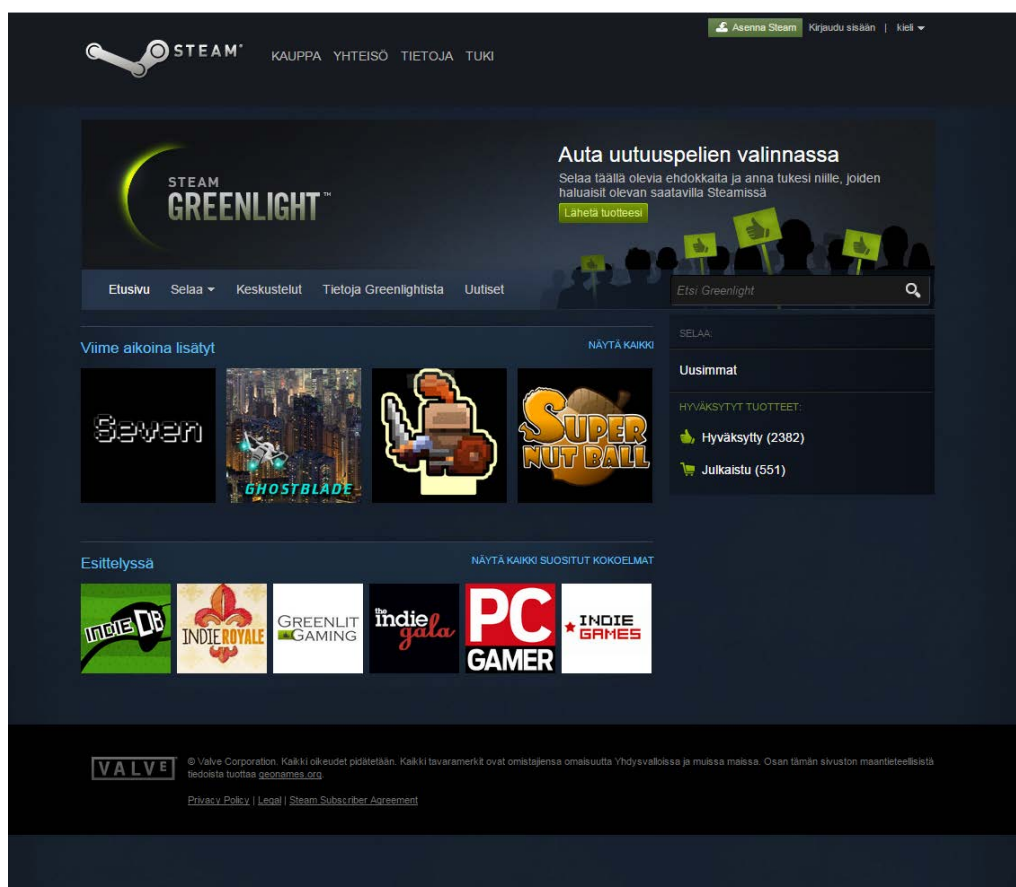 Asenna Steam Kirjaudu sisään | kieli
STEAM®
KAUPPA YHTEISÖ TIETOJA TUKI
STEAM
GREENLIGHT™
Auta uutuuspelien valinnassa
Selaa täällä olevia ehdokkaita ja anna tukesi niille, joiden
haluaisit olevan saatavilla Steamissä
Lähetä tuotteesi
Etusivu Selaa Keskustelut Tietoja Greenlightista Uutiset
Etsi Greenlight
Viime aikoina lisätyt NÄYTÄ KAIKKI
Seven
GHOSTBLADE
SUPER
NUT BALL
SELAA:
Uusimmat
HYVÄKSYTYT TUOTTEET:
Hyväksytty (2382)
Julkaistu (551)
Esittelyssä NÄYTÄ KAIKKI SUOSITUT KOKOELMAT
INDIE DB
INDIE ROYALE
GREENLIT
GAMING
the
indie
gala
PC
GAMER
INDIE
GAMES
VALVE
© Valve Corporation. Kaikki oikeudet pidätetään. Kaikki tavaramerkit ovat omistajiensa omaisuutta Yhdysvalloissa ja muissa maissa. Osan tämän sivuston maantieteellisistä
tiedoista tuottaa geonames.org.
Privacy Policy | Legal | Steam Subscriber Agreement